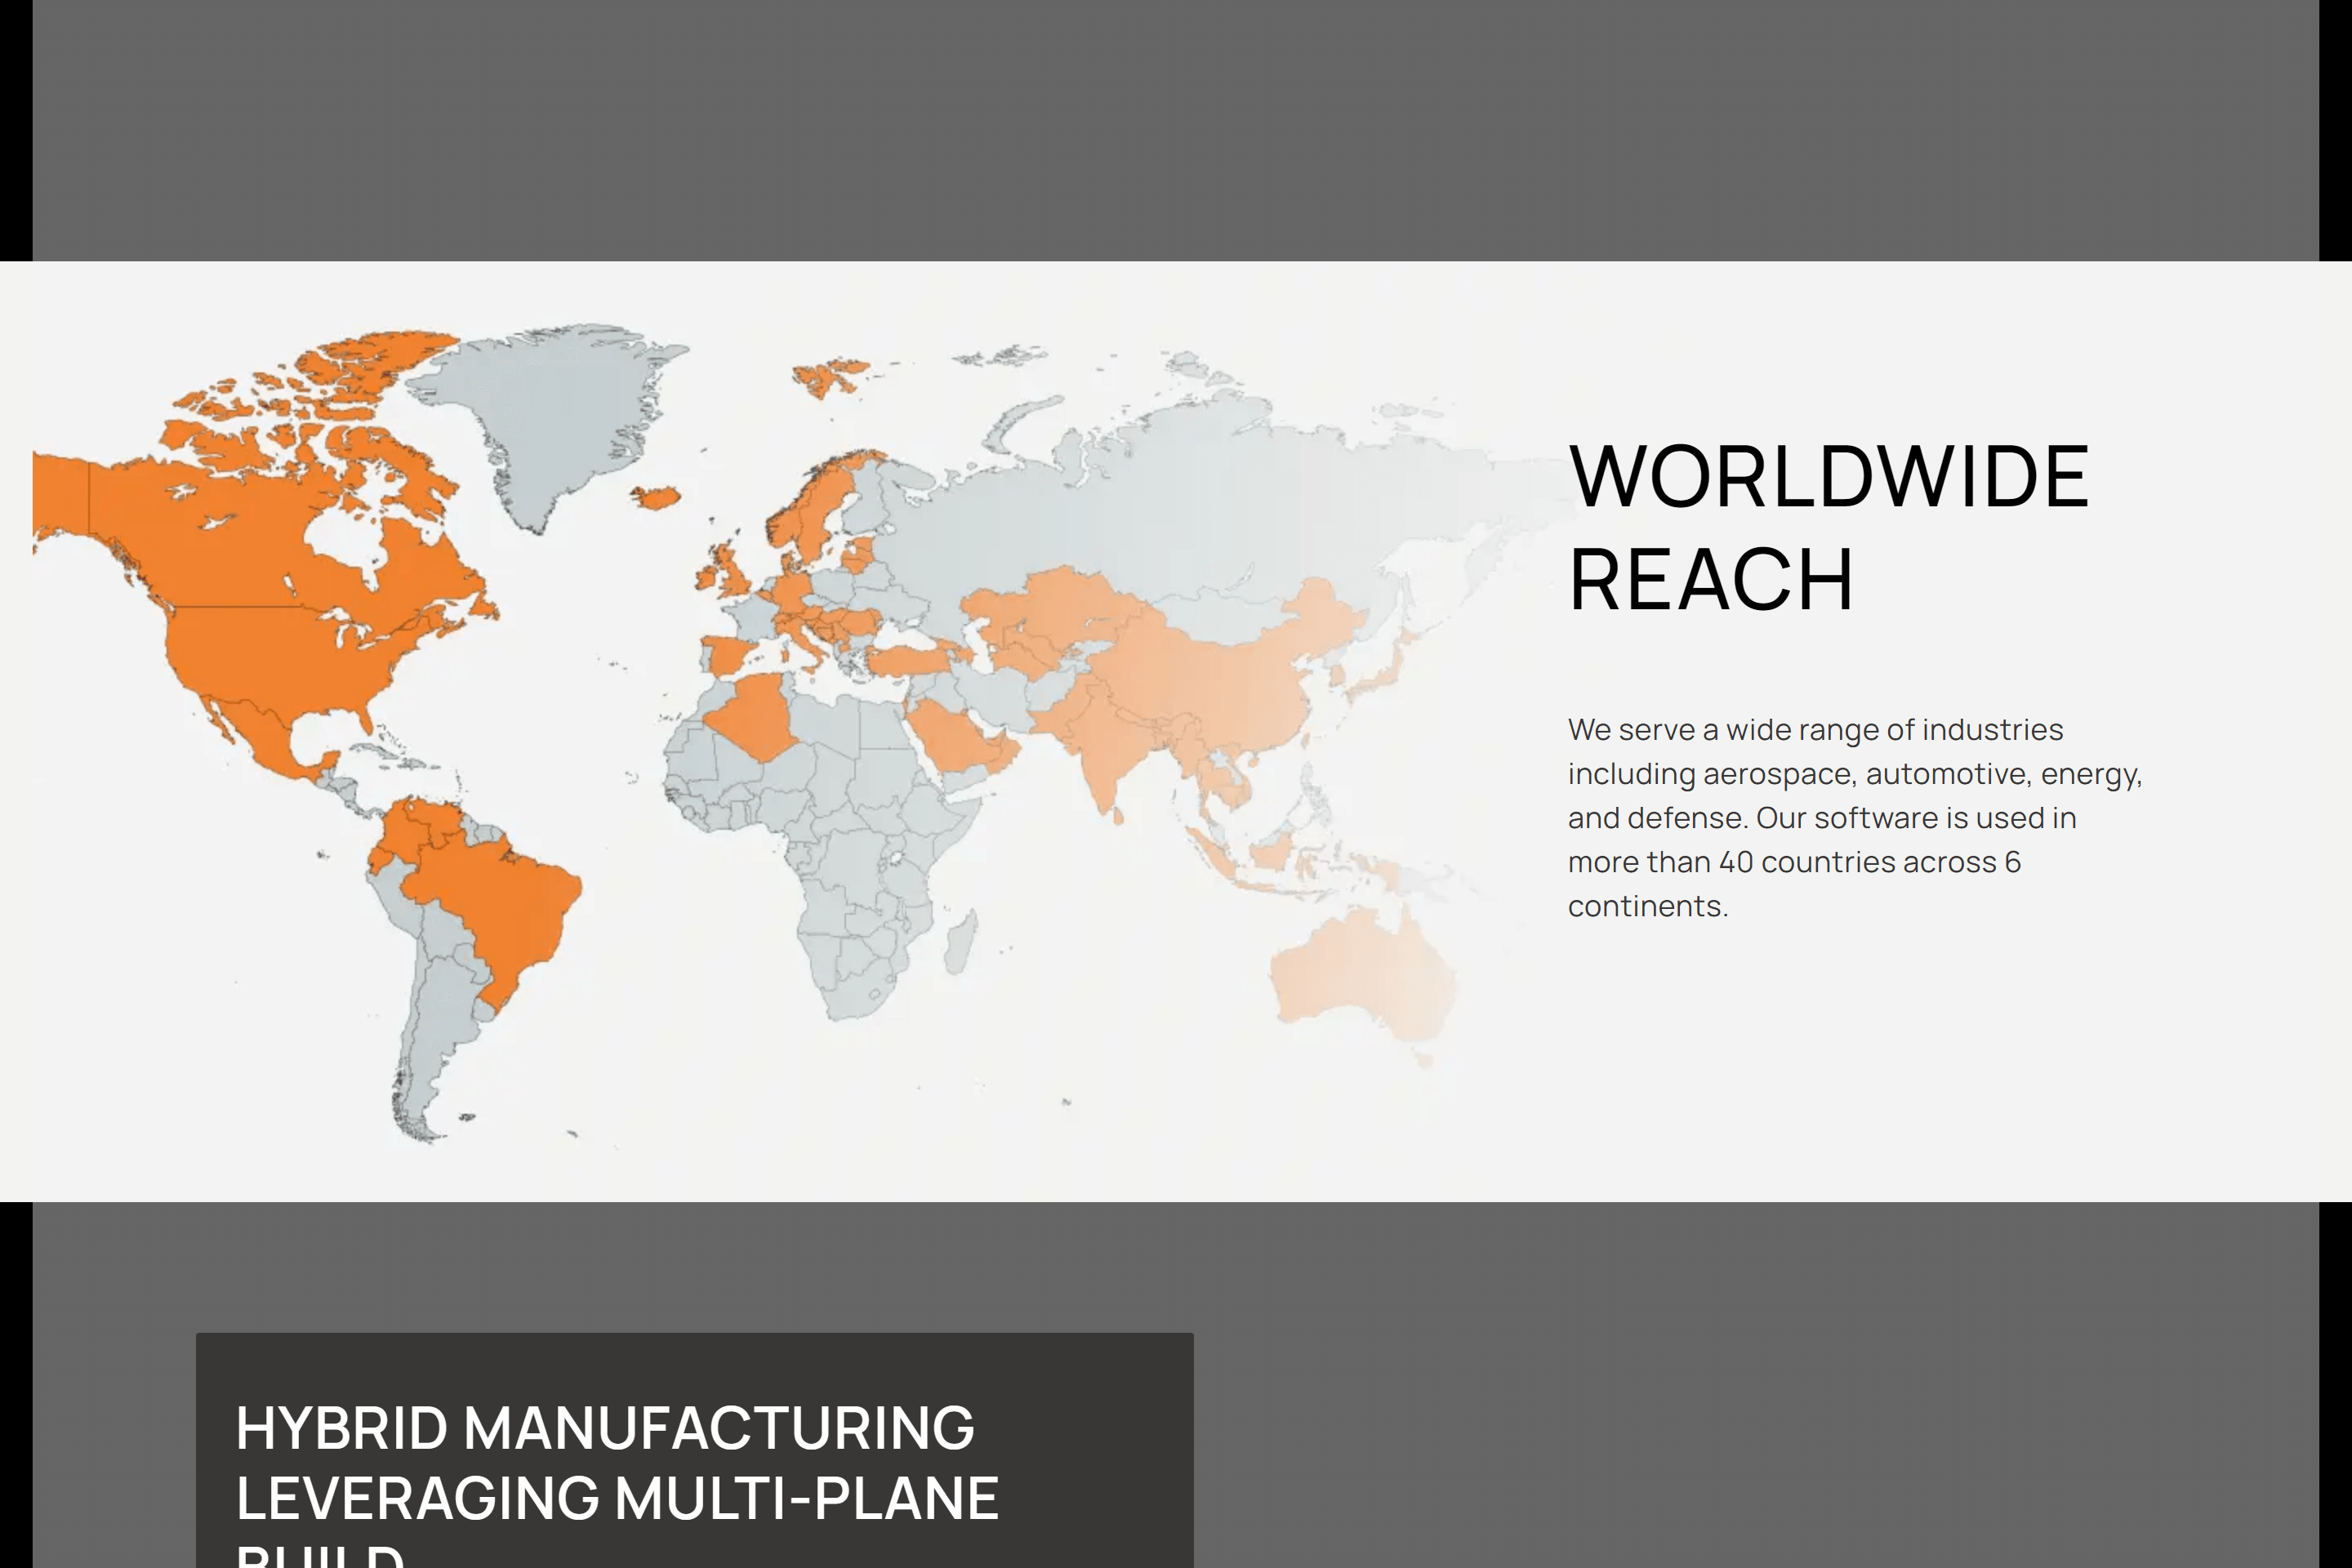 WORLDWIDE
REACH
We serve a wide range of industries
including aerospace, automotive, energy,
and defense. Our software is used in
more than 40 countries across 6
continents.
HYBRID MANUFACTURING
LEVERAGING MULTI-PLANE
BUILD